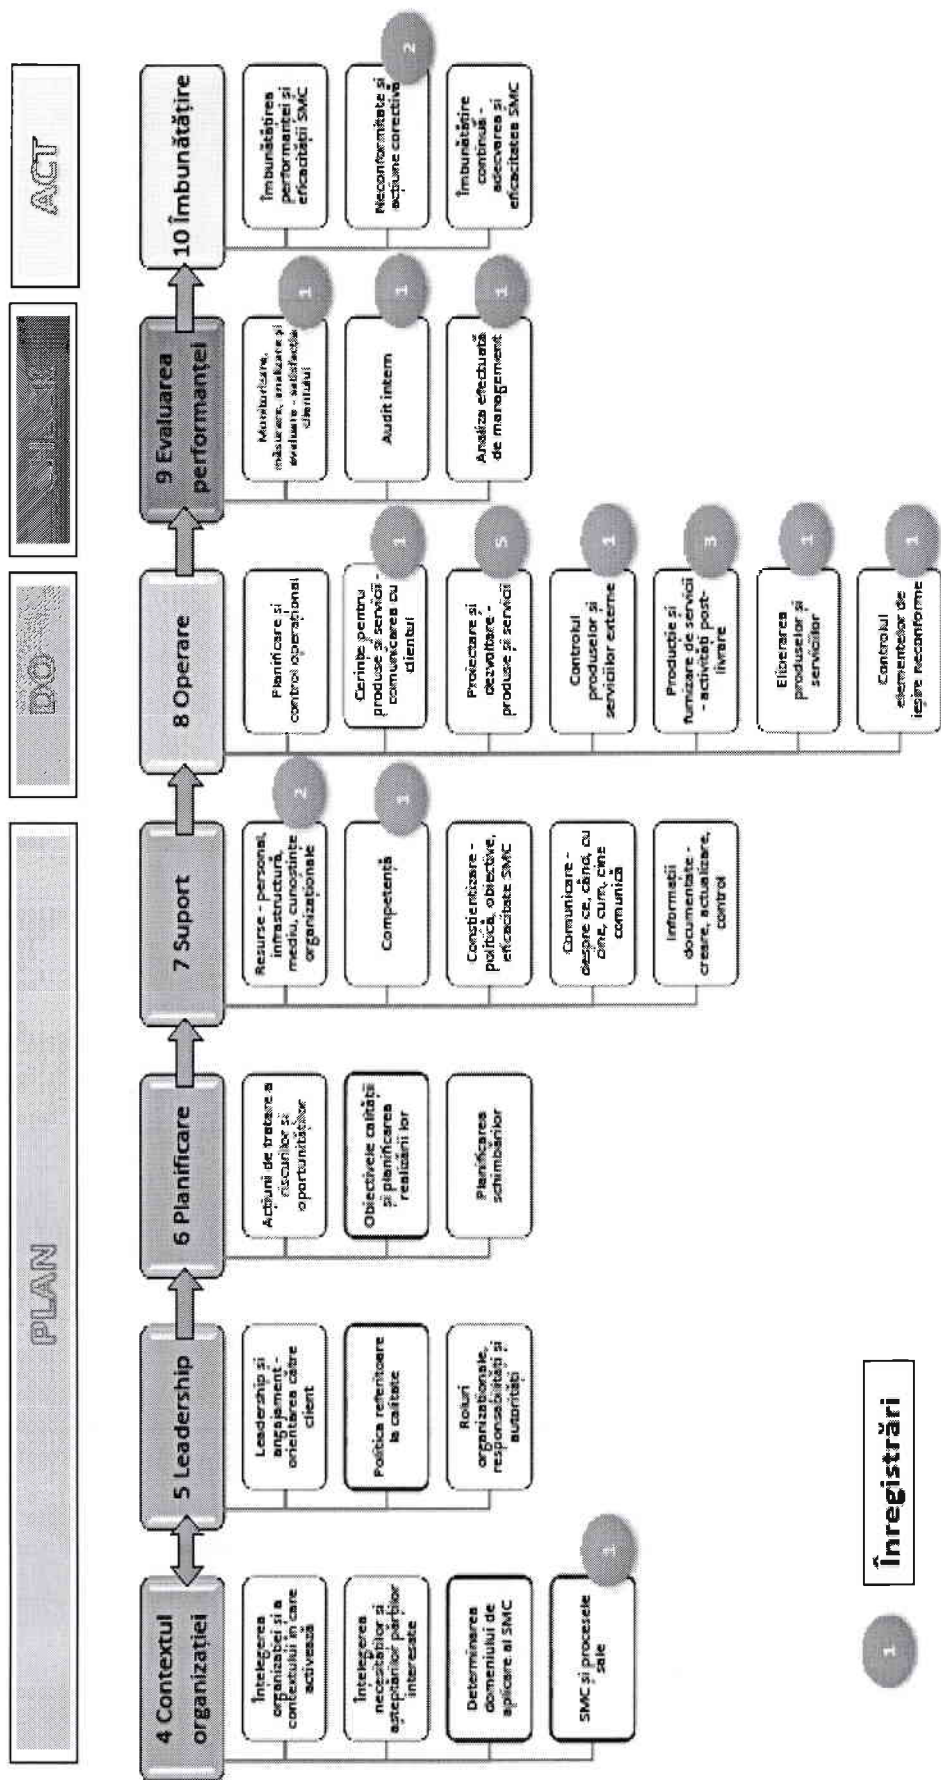 PLAN
DO
CHECK
ACT
4 Contextul
organizației
Înțelegerea
organizației și a
contextului în care
activează
Înțelegerea
necesităților și
așteptărilor părților
interesate
Determinarea
domeniului de
aplicare al SMC
SMC și procesele
sale
1
5 Leadership
Leadership și
angajament -
orientarea către
client
Politica referitoare
la calitate
Roluri
organizaționale,
responsabilități și
autorități
6 Planificare
Acțiuni de tratare a
riscurilor și
oportunităților
Obiectivele calității
și planificarea
realizării lor
Planificarea
schimbărilor
7 Suport
Resurse - personal,
infrastructură,
mediu, cunoștințe
organizaționale
2
Competență
1
Conștientizare -
politică, obiective,
eficacitate SMC
Comunicare -
despre ce, când, cu
cine, cum, cine
comunică
Informații
documentate -
creare, actualizare,
control
8 Operare
Planificare și
control operațional
Cerințe pentru
produse și servicii -
comunicarea cu
clientul
1
Proiectare și
dezvoltare -
produse și servicii
5
Controlul
produselor și
serviciilor externe
1
Producție și
furnizare de servicii
- activități post-
livrare
3
Eliberarea
produselor și
serviciilor
1
Controlul
elementelor de
ieșire neconforme
1
9 Evaluarea
performanței
Monitorizare,
măsurare, analizare și
evaluare - satisfacția
clientului
1
Audit intern
1
Analiza efectuată
de management
1
10 Îmbunătățire
Îmbunătățirea
performanței și
eficacității SMC
Neconformitate și
acțiune corectivă
2
Îmbunătățire
continuă -
adecvarea și
eficacitatea SMC
1
Înregistrări